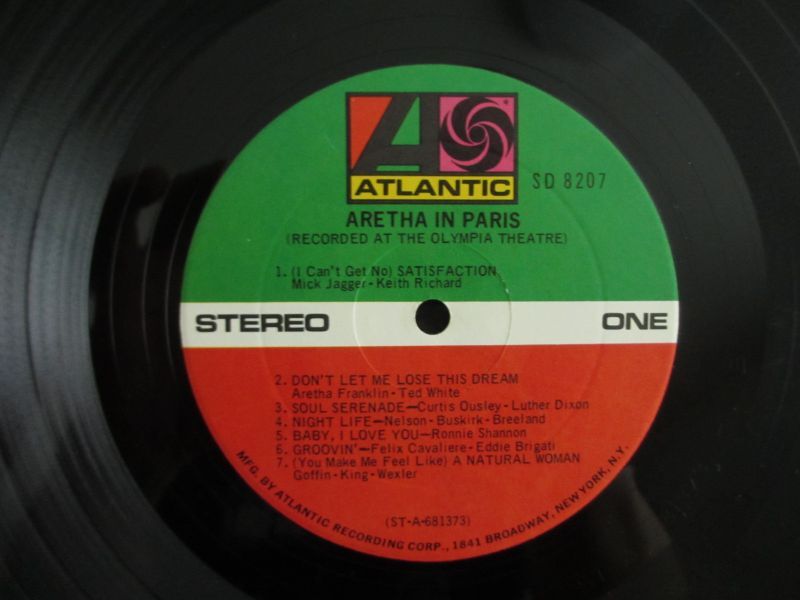 ATLANTIC
SD 8207
ARETHA IN PARIS
(RECORDED AT THE OLYMPIA THEATRE)
1. (I Can't Get No) SATISFACTION
Mick Jagger-Keith Richard
STEREO ONE
2. DON'T LET ME LOSE THIS DREAM
Aretha Franklin-Ted White
3. SOUL SERENADE—Curtis Ousley-Luther Dixon
4. NIGHT LIFE—Nelson-Buskirk-Breeland
5. BABY, I LOVE YOU—Ronnie Shannon
6. GROOVIN'—Felix Cavaliere-Eddie Brigati
7. (You Make Me Feel Like) A NATURAL WOMAN
Goffin-King-Wexler
(ST-A-681373)
MFG. BY ATLANTIC RECORDING CORP., 1841 BROADWAY, NEW YORK, N.Y.